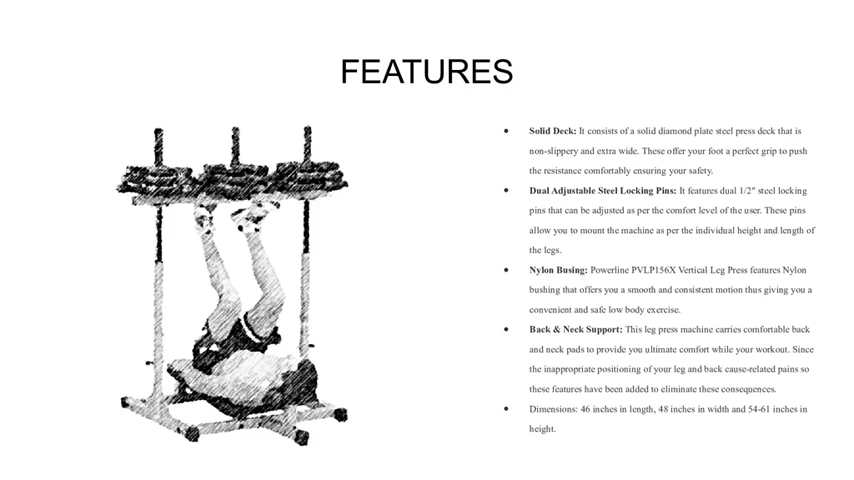 FEATURES
• Solid Deck: It consists of a solid diamond plate steel press deck that is
non-slippery and extra wide. These offer your foot a perfect grip to push
the resistance comfortably ensuring your safety.
• Dual Adjustable Steel Locking Pins: It features dual 1/2" steel locking
pins that can be adjusted as per the comfort level of the user. These pins
allow you to mount the machine as per the individual height and length of
the legs.
• Nylon Busing: Powerline PVLP156X Vertical Leg Press features Nylon
bushing that offers you a smooth and consistent motion thus giving you a
convenient and safe low body exercise.
• Back & Neck Support: This leg press machine carries comfortable back
and neck pads to provide you ultimate comfort while your workout. Since
the inappropriate positioning of your leg and back cause-related pains so
these features have been added to eliminate these consequences.
• Dimensions: 46 inches in length, 48 inches in width and 54-61 inches in
height.